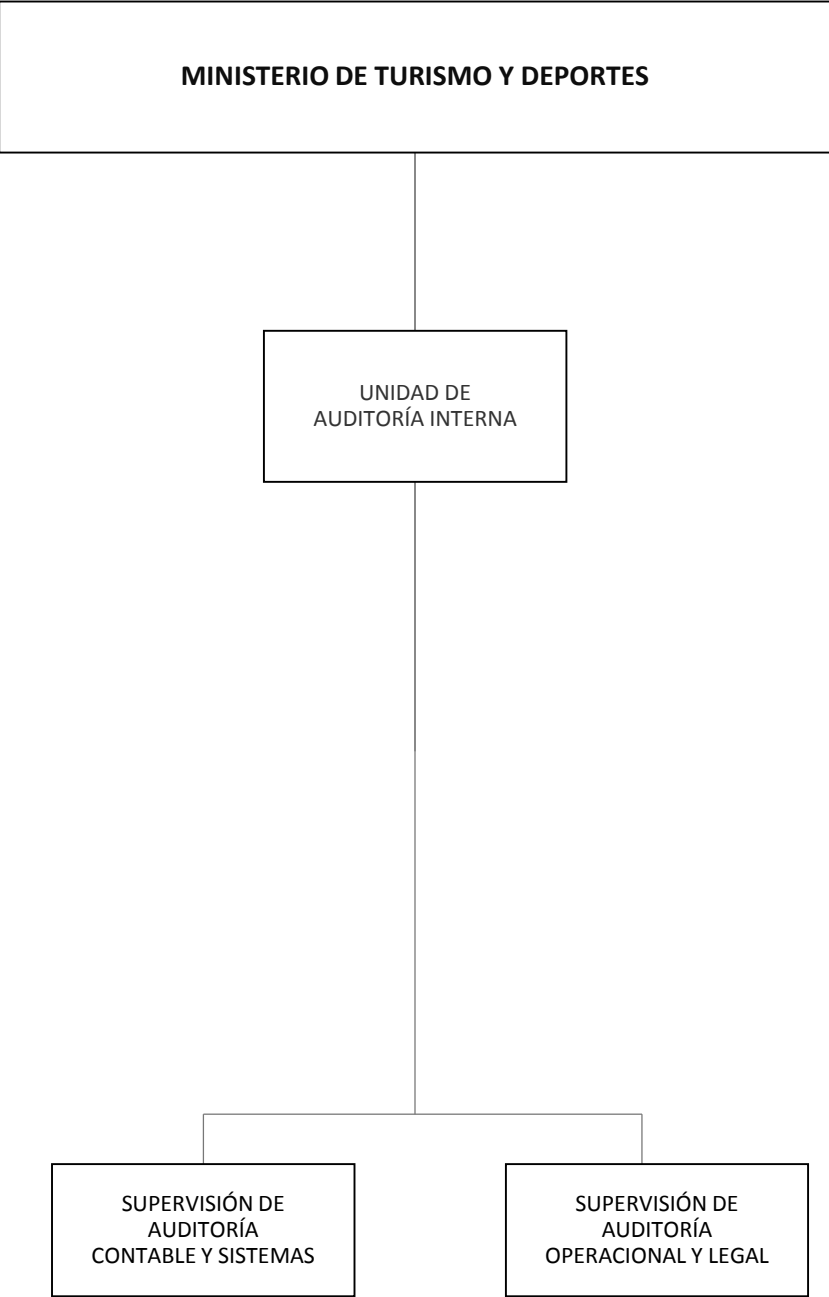 MINISTERIO DE TURISMO Y DEPORTES
UNIDAD DE
AUDITORÍA INTERNA
SUPERVISIÓN DE
AUDITORÍA
CONTABLE Y SISTEMAS
SUPERVISIÓN DE
AUDITORÍA
OPERACIONAL Y LEGAL